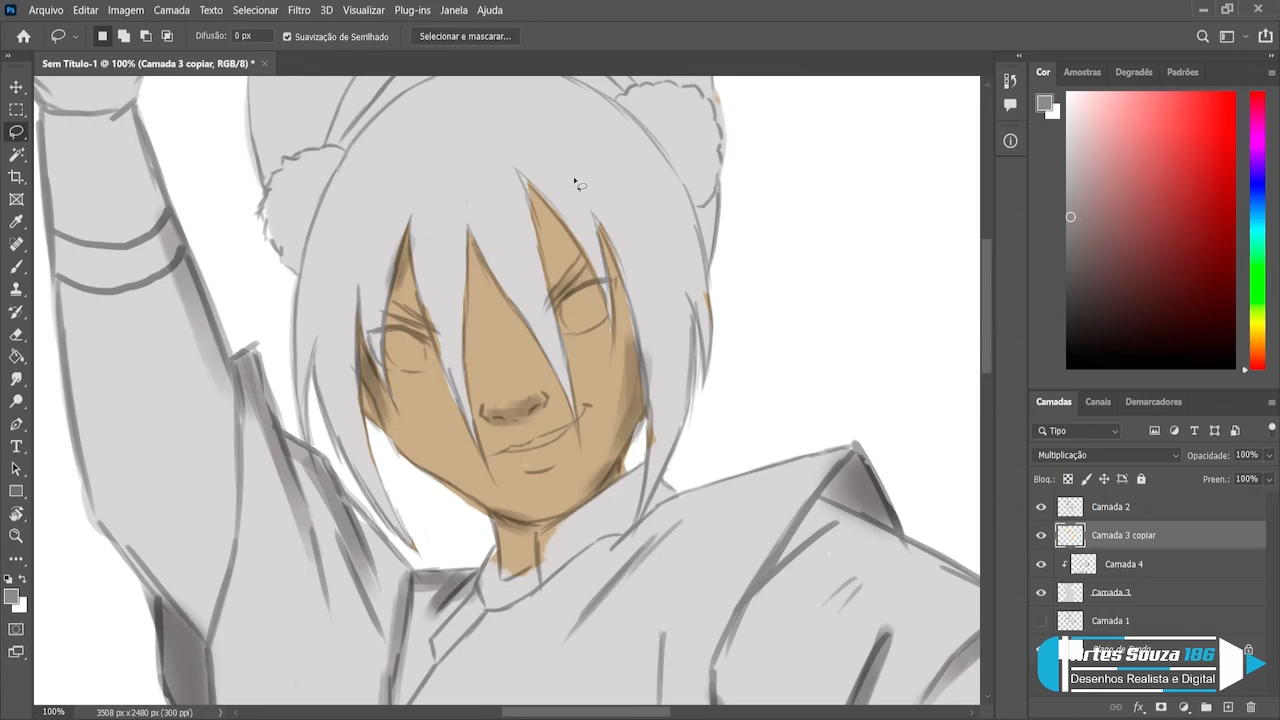 Ps Arquivo Editar Imagem Camada Texto Selecionar Filtro 3D Visualizar Plug-ins Janela Ajuda
Difusão: 0 px Suavização de Serrilhado Selecionar e mascarar...
Sem Título-1 @ 100% (Camada 3 copiar, RGB/8) *
Cor Amostras Degradês Padrões
Camadas Canais Demarcadores
Tipo
Multiplicação Opacidade: 100%
Bloq.: Preen.: 100%
Camada 2
Camada 3 copiar
Camada 4
Camada 3
Camada 1
Artes Souza 186
Desenhos Realista e Digital
100% 3508 px x 2480 px (300 ppi)